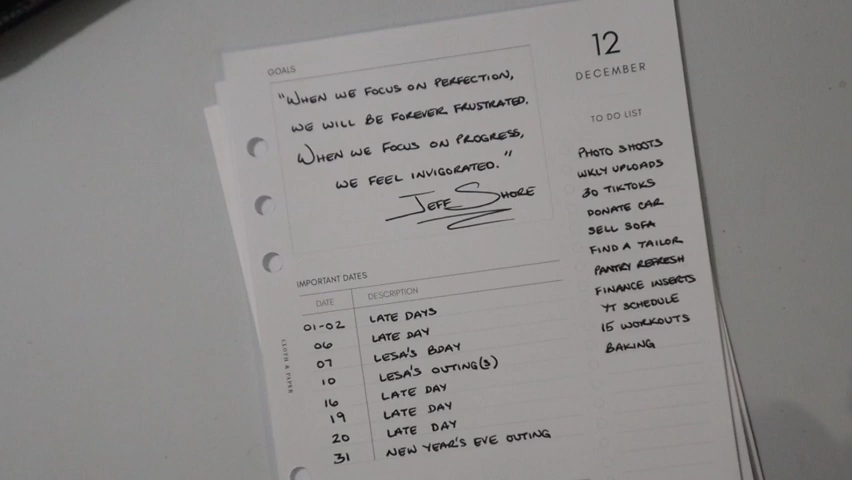 GOALS
"WHEN WE FOCUS ON PERFECTION,
WE WILL BE FOREVER FRUSTRATED.
WHEN WE FOCUS ON PROGRESS,
WE FEEL INVIGORATED."
JEFE SHORE
12
DECEMBER
TO DO LIST
PHOTO SHOOTS
WKLY UPLOADS
30 TIKTOKS
DONATE CAR
SELL SOFA
FIND A TAILOR
PANTRY REFRESH
FINANCE INSERTS
YT SCHEDULE
15 WORKOUTS
BAKING
IMPORTANT DATES
DATE DESCRIPTION
01-02 LATE DAYS
06 LATE DAY
07 LESA'S BDAY
10 LESA'S OUTING(S)
16 LATE DAY
19 LATE DAY
20 LATE DAY
31 NEW YEAR'S EVE OUTING
CLOTH & PAPER